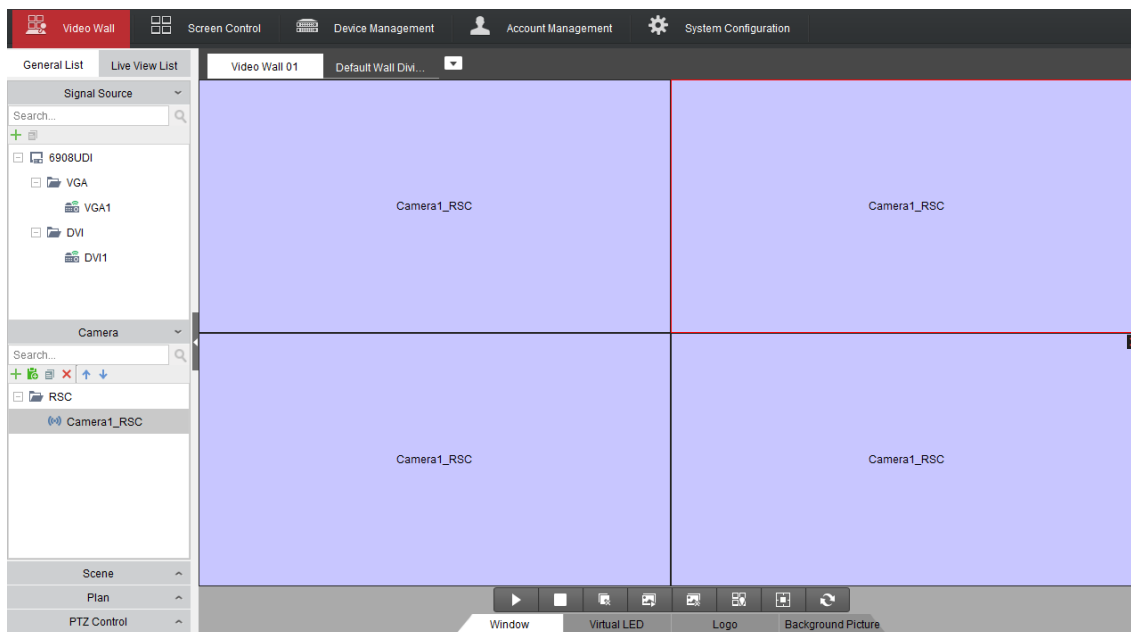 Video Wall Screen Control Device Management Account Management System Configuration
General List Live View List Video Wall 01 Default Wall Divi...
Signal Source
Search...
6908UDI
VGA
VGA1
DVI
DVI1
Camera1_RSC Camera1_RSC
Camera
Search...
RSC
Camera1_RSC
Camera1_RSC Camera1_RSC
Scene
Plan
PTZ Control
Window Virtual LED Logo Background Picture